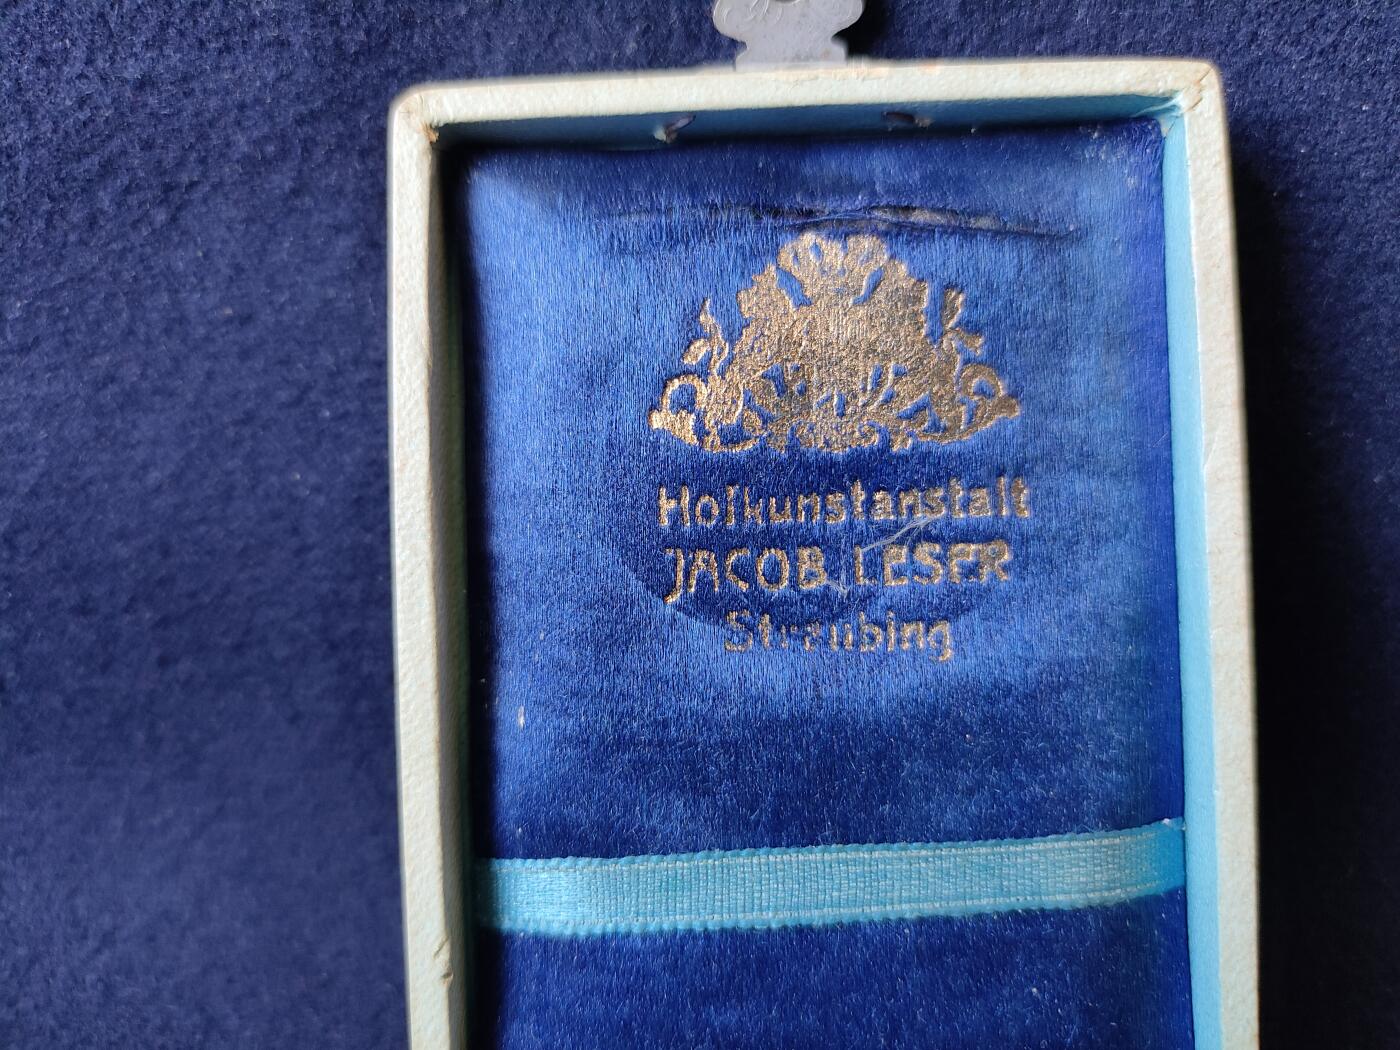 Hofkunstanstalt
JACOB LESER
Straubing